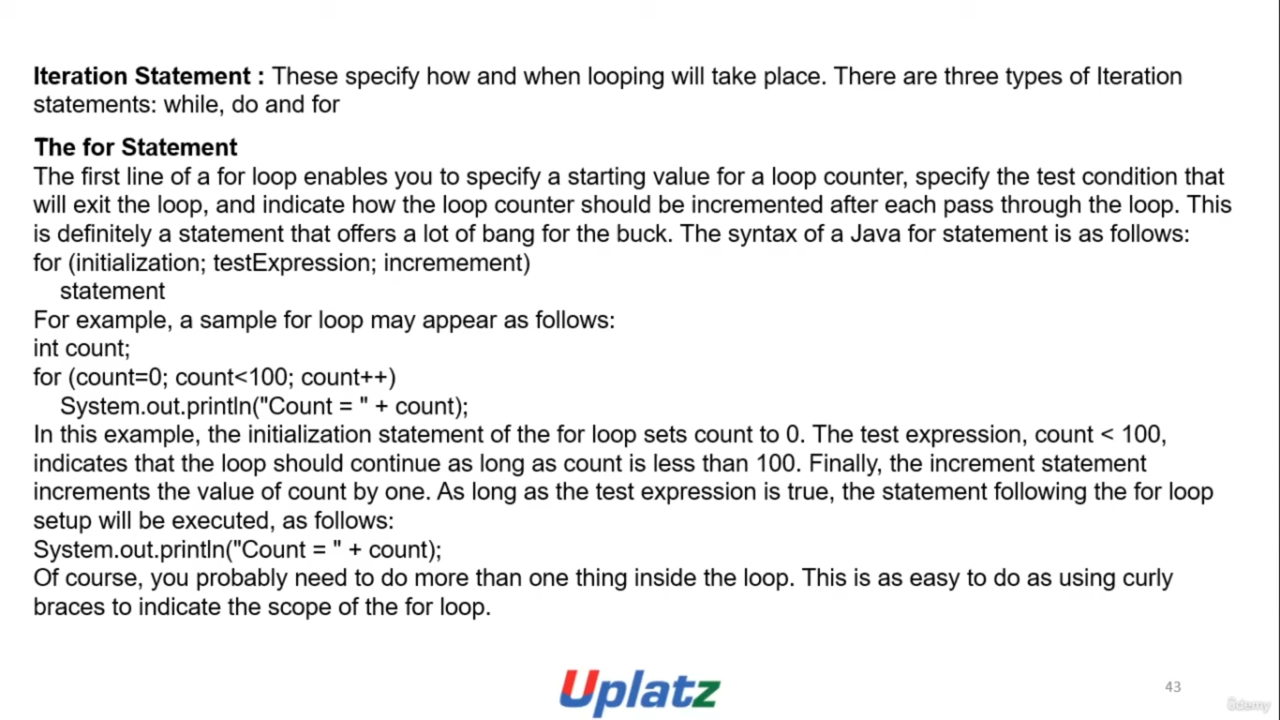 Iteration Statement : These specify how and when looping will take place. There are three types of Iteration
statements: while, do and for
The for Statement
The first line of a for loop enables you to specify a starting value for a loop counter, specify the test condition that
will exit the loop, and indicate how the loop counter should be incremented after each pass through the loop. This
is definitely a statement that offers a lot of bang for the buck. The syntax of a Java for statement is as follows:
for (initialization; testExpression; incremement)
statement
For example, a sample for loop may appear as follows:
int count;
for (count=0; count<100; count++)
System.out.println("Count = " + count);
In this example, the initialization statement of the for loop sets count to 0. The test expression, count < 100,
indicates that the loop should continue as long as count is less than 100. Finally, the increment statement
increments the value of count by one. As long as the test expression is true, the statement following the for loop
setup will be executed, as follows:
System.out.println("Count = " + count);
Of course, you probably need to do more than one thing inside the loop. This is as easy to do as using curly
braces to indicate the scope of the for loop.
Uplatz
43
ûdemy